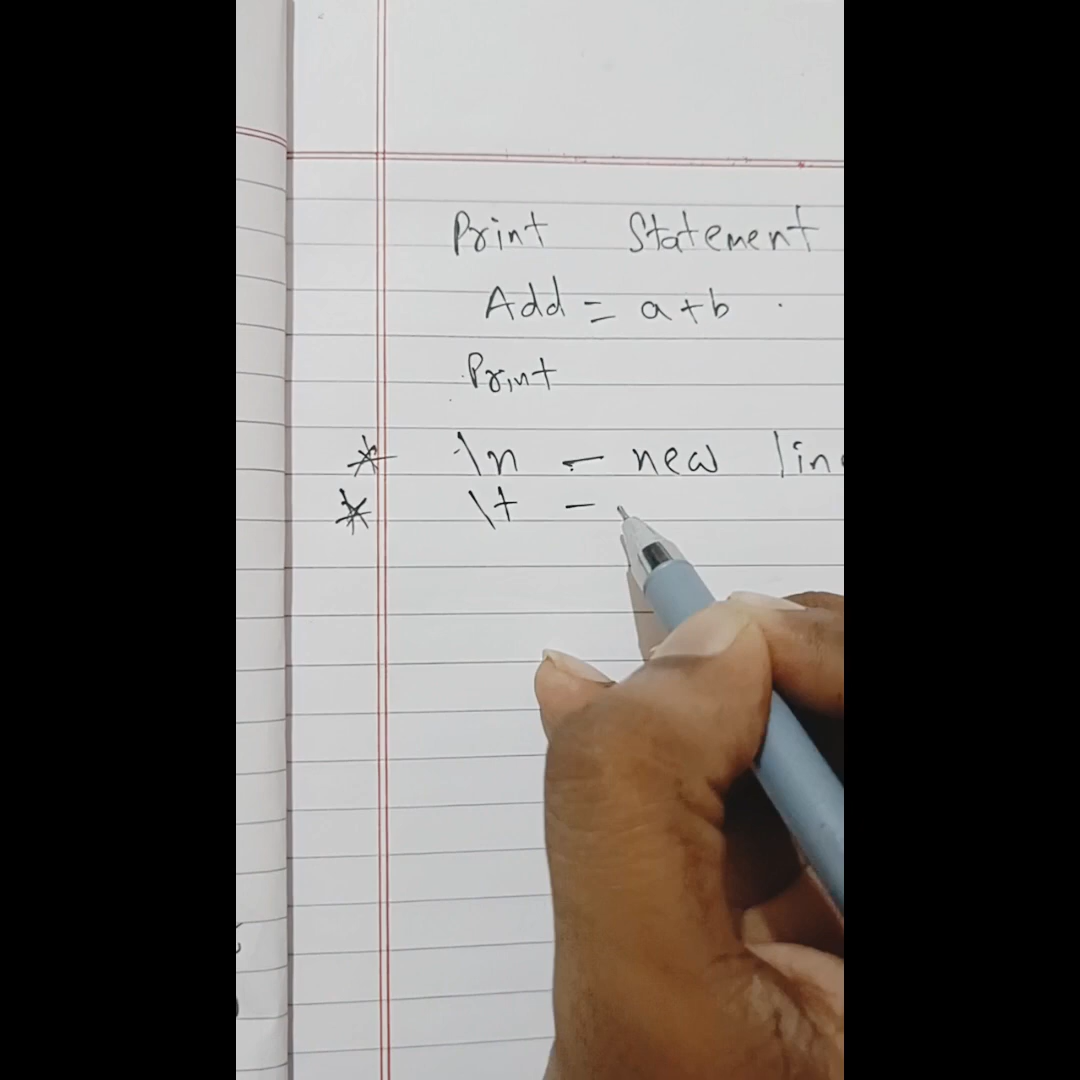 Print Statement
Add = a+b .
Print
* \n - new lin
* \t -